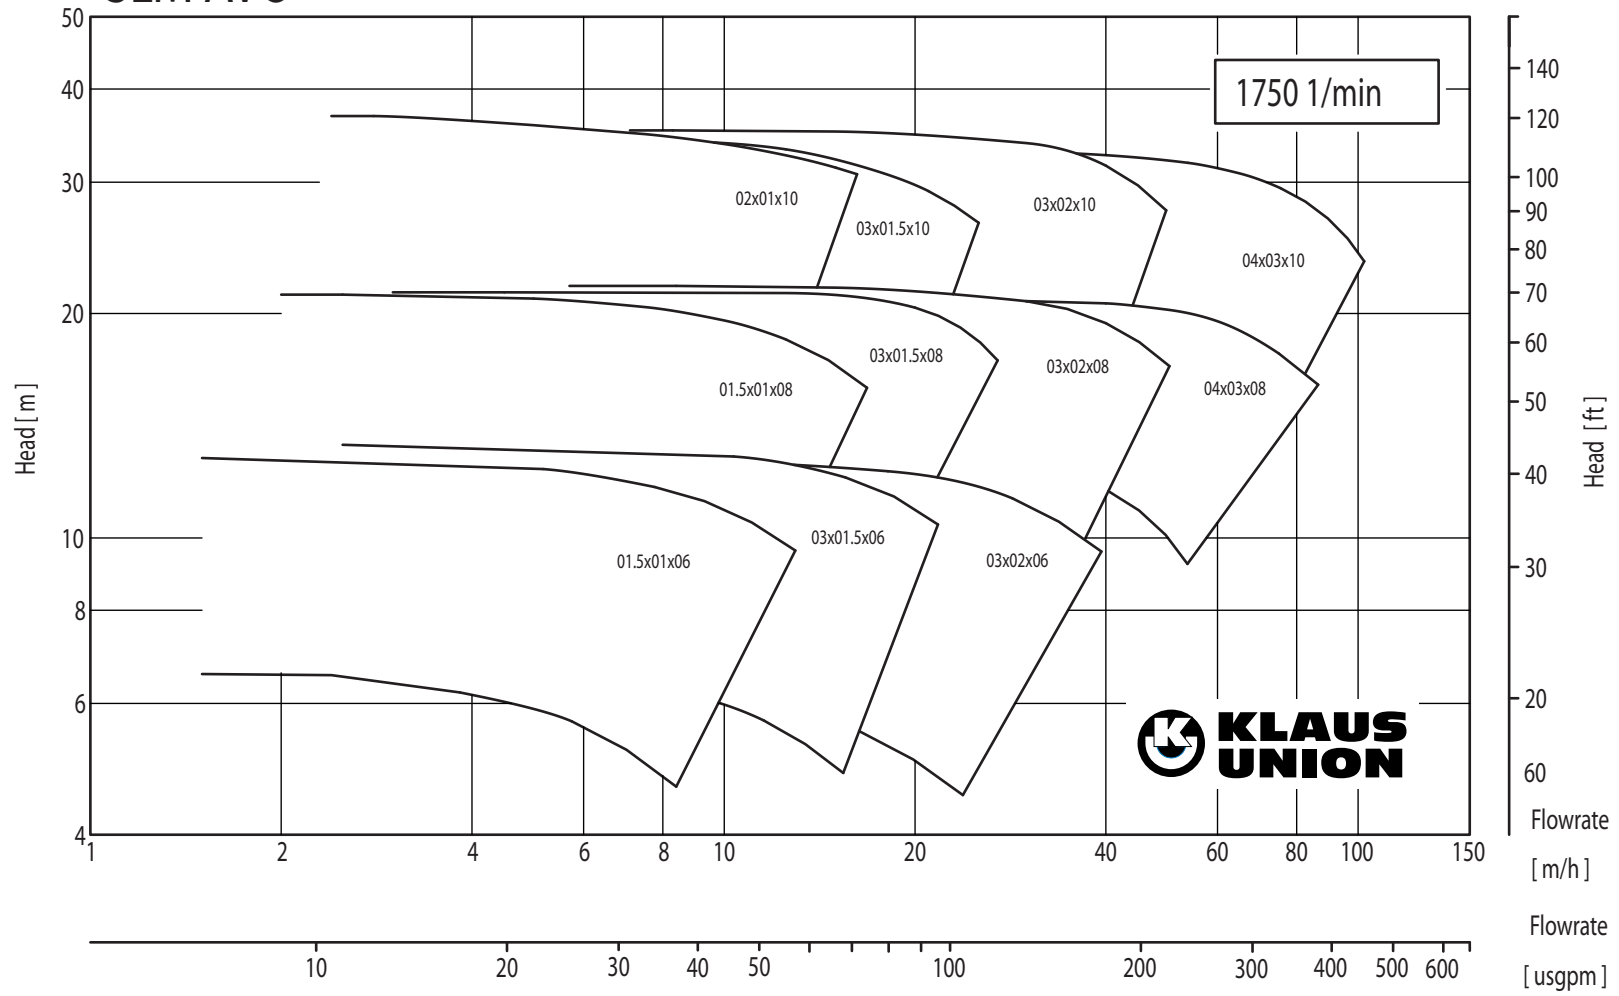 50
140
1750 1/min
40
120
30
100
02x01x10
03x02x10
90
03x01.5x10
80
04x03x10
70
20
60
03x01.5x08
03x02x08
01.5x01x08
04x03x08
50
Head [ m ]
Head [ ft ]
40
10
03x01.5x06
01.5x01x06
03x02x06
30
8
6
20
K KLAUS
UNION
60
4
Flowrate
1 2 4 6 8 10 20 40 60 80 100 150
[ m/h ]
Flowrate
10 20 30 40 50 100 200 300 400 500 600
[ usgpm ]